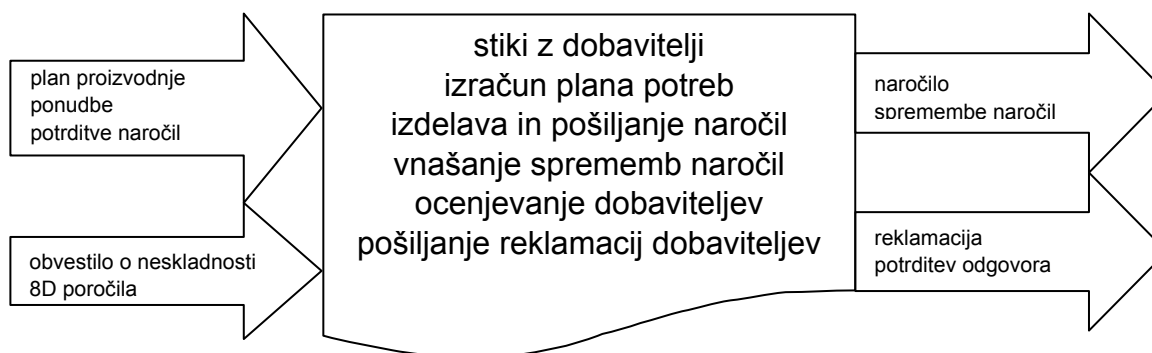 plan proizvodnje
ponudbe
potrditve naročil
obvestilo o neskladnosti
8D poročila
stiki z dobavitelji
izračun plana potreb
izdelava in pošiljanje naročil
vnašanje sprememb naročil
ocenjevanje dobaviteljev
pošiljanje reklamacij dobaviteljev
naročilo
spremembe naročil
reklamacija
potrditev odgovora